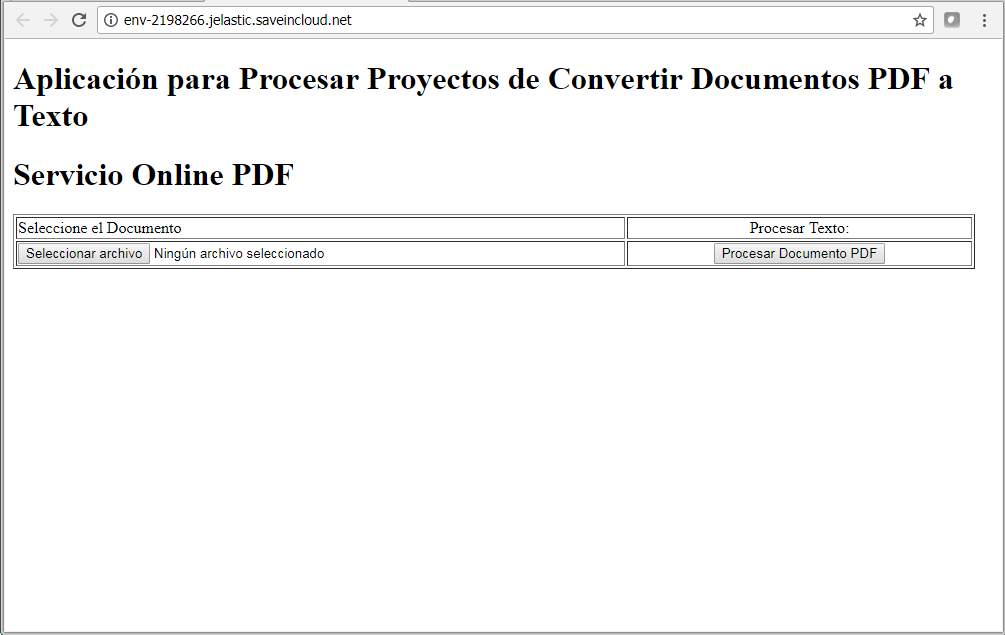 env-2198266.jelastic.saveincloud.net
Aplicación para Procesar Proyectos de Convertir Documentos PDF a
Texto
Servicio Online PDF
Seleccione el Documento Procesar Texto:
Seleccionar archivo Ningún archivo seleccionado Procesar Documento PDF